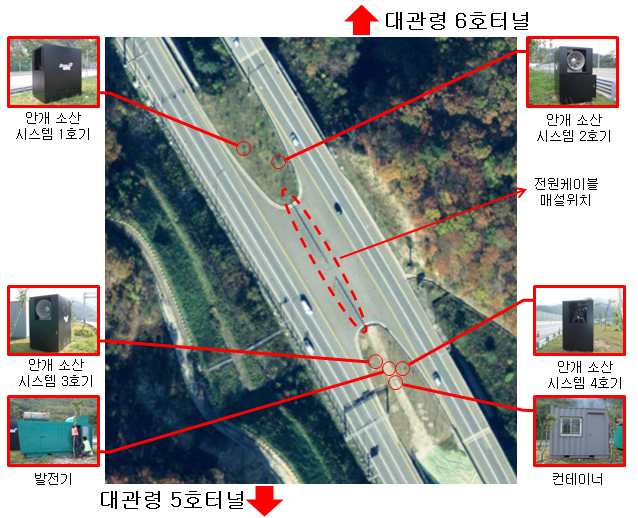 대관령 6호터널
안개 소산
시스템 1호기
안개 소산
시스템 2호기
전원케이블
매설위치
안개 소산
시스템 3호기
안개 소산
시스템 4호기
발전기
컨테이너
대관령 5호터널